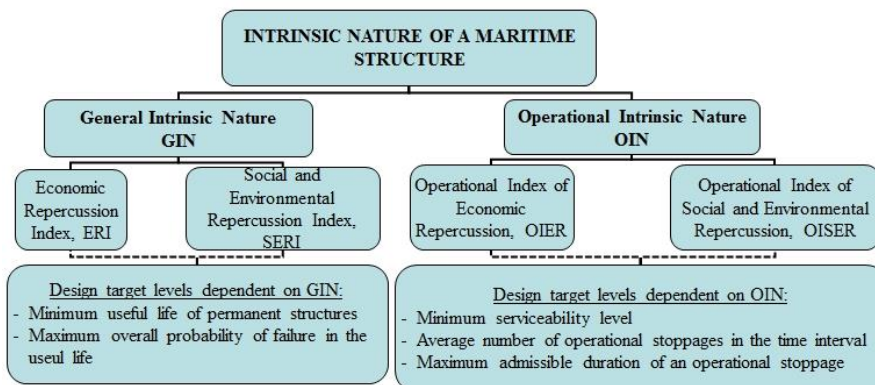 INTRINSIC NATURE OF A MARITIME
STRUCTURE
General Intrinsic Nature
GIN
Operational Intrinsic Nature
OIN
Economic
Repercussion
Index, ERI
Social and
Environmental
Repercussion Index,
SERI
Operational Index of
Economic
Repercussion, OIER
Operational Index of
Social and Environmental
Repercussion, OISER
Design target levels dependent on GIN:
- Minimum useful life of permanent structures
- Maximum overall probability of failure in the
useul life
Design target levels dependent on OIN:
- Minimum serviceability level
- Average number of operational stoppages in the time interval
- Maximum admissible duration of an operational stoppage